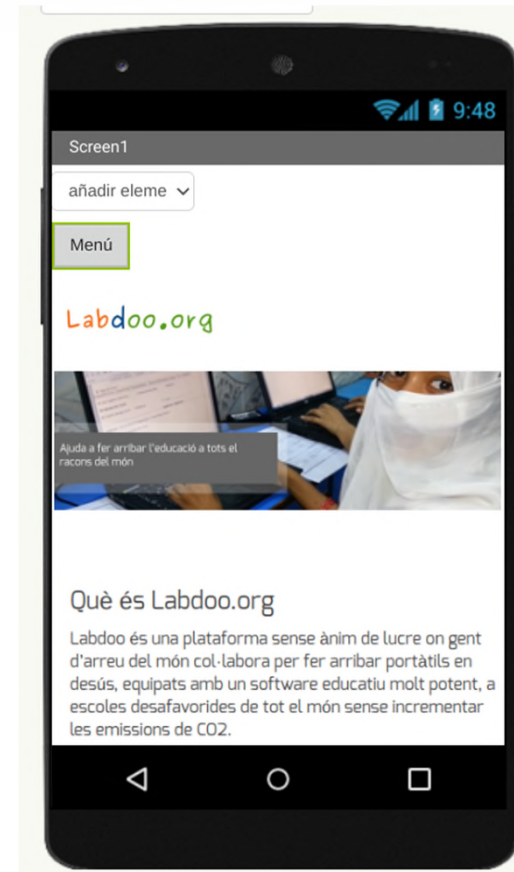 9:48
Screen1
añadir eleme
Menú
Labdoo.org
Ajuda a fer arribar l'educació a tots el
racons del món
Què és Labdoo.org
Labdoo és una plataforma sense ànim de lucre on gent
d'arreu del món col·labora per fer arribar portàtils en
desús, equipats amb un software educatiu molt potent, a
escoles desafavorides de tot el món sense incrementar
les emissions de CO2.